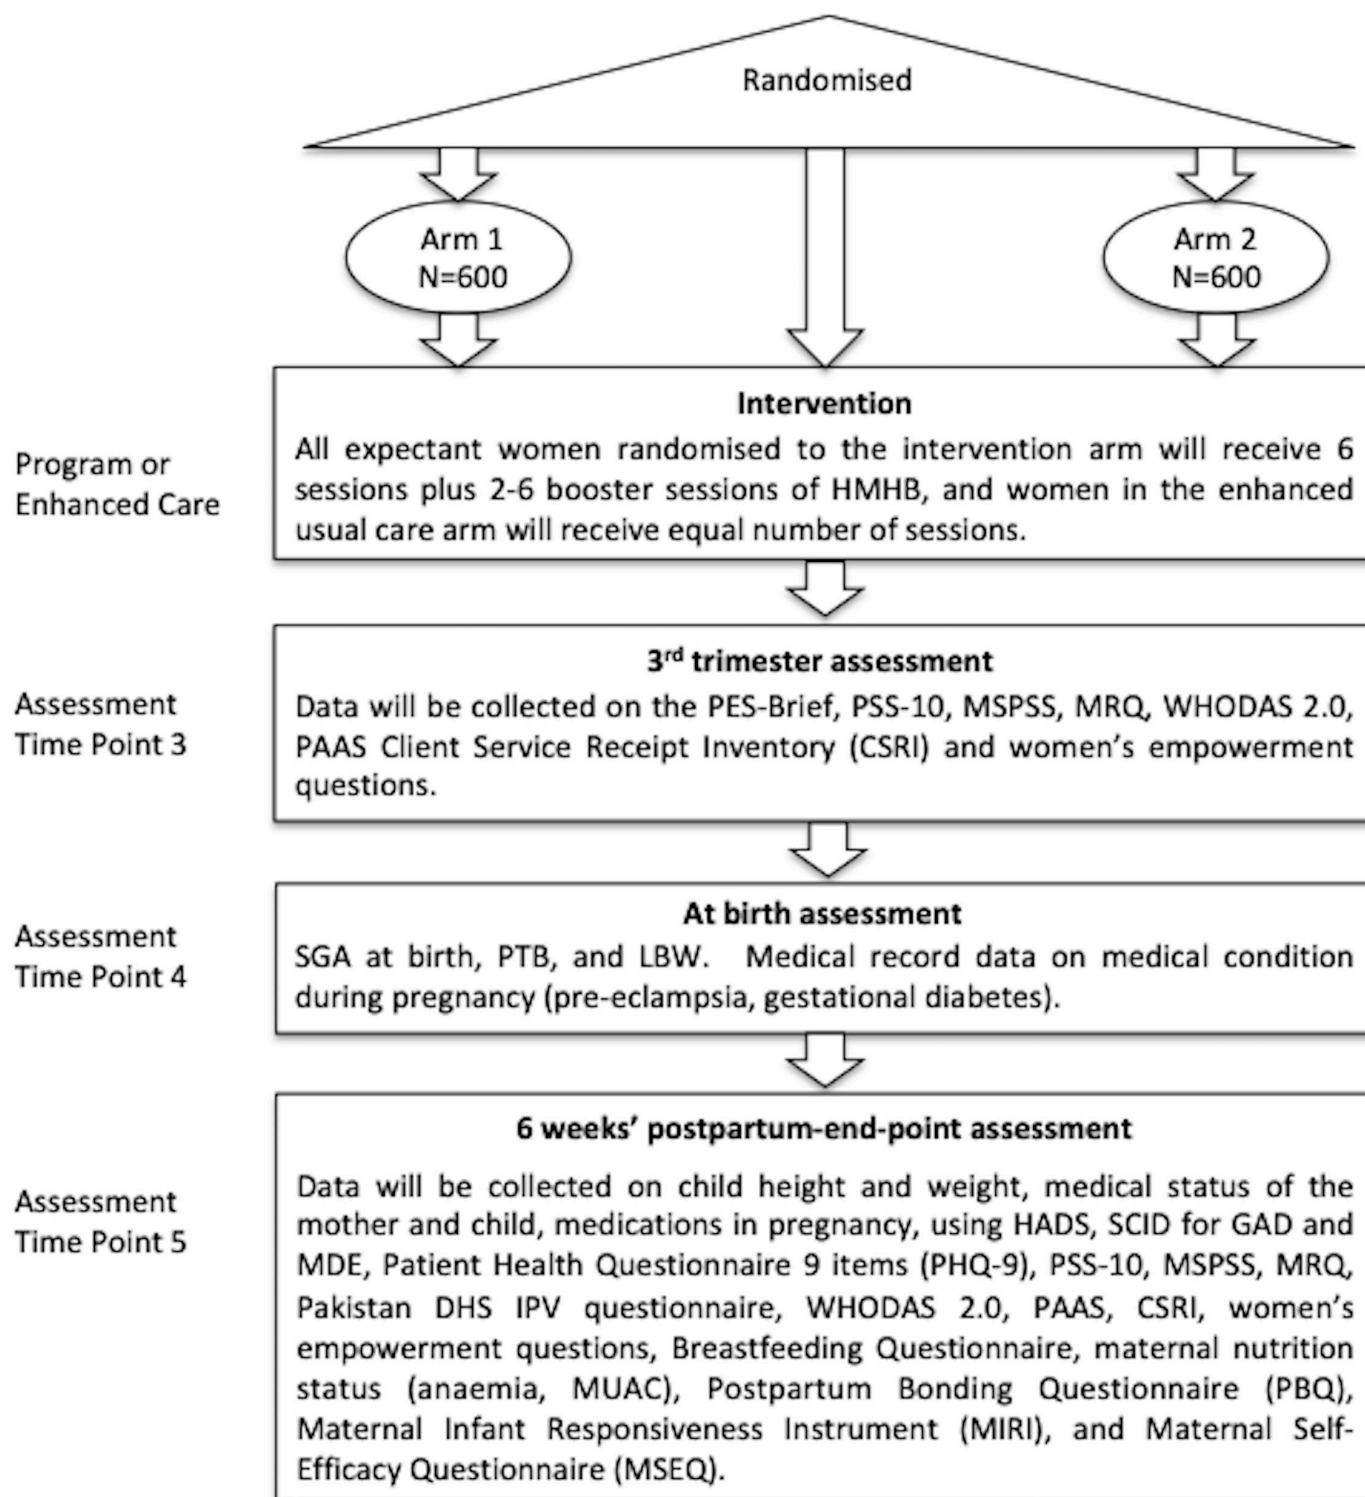 Randomised
Arm 1
N=600
Arm 2
N=600
Program or
Enhanced Care
Intervention
All expectant women randomised to the intervention arm will receive 6
sessions plus 2-6 booster sessions of HMHB, and women in the enhanced
usual care arm will receive equal number of sessions.
Assessment
Time Point 3
3rd trimester assessment
Data will be collected on the PES-Brief, PSS-10, MSPSS, MRQ, WHODAS 2.0,
PAAS Client Service Receipt Inventory (CSRI) and women’s empowerment
questions.
Assessment
Time Point 4
At birth assessment
SGA at birth, PTB, and LBW. Medical record data on medical condition
during pregnancy (pre-eclampsia, gestational diabetes).
Assessment
Time Point 5
6 weeks’ postpartum-end-point assessment
Data will be collected on child height and weight, medical status of the
mother and child, medications in pregnancy, using HADS, SCID for GAD and
MDE, Patient Health Questionnaire 9 items (PHQ-9), PSS-10, MSPSS, MRQ,
Pakistan DHS IPV questionnaire, WHODAS 2.0, PAAS, CSRI, women’s
empowerment questions, Breastfeeding Questionnaire, maternal nutrition
status (anaemia, MUAC), Postpartum Bonding Questionnaire (PBQ),
Maternal Infant Responsiveness Instrument (MIRI), and Maternal Self-
Efficacy Questionnaire (MSEQ).